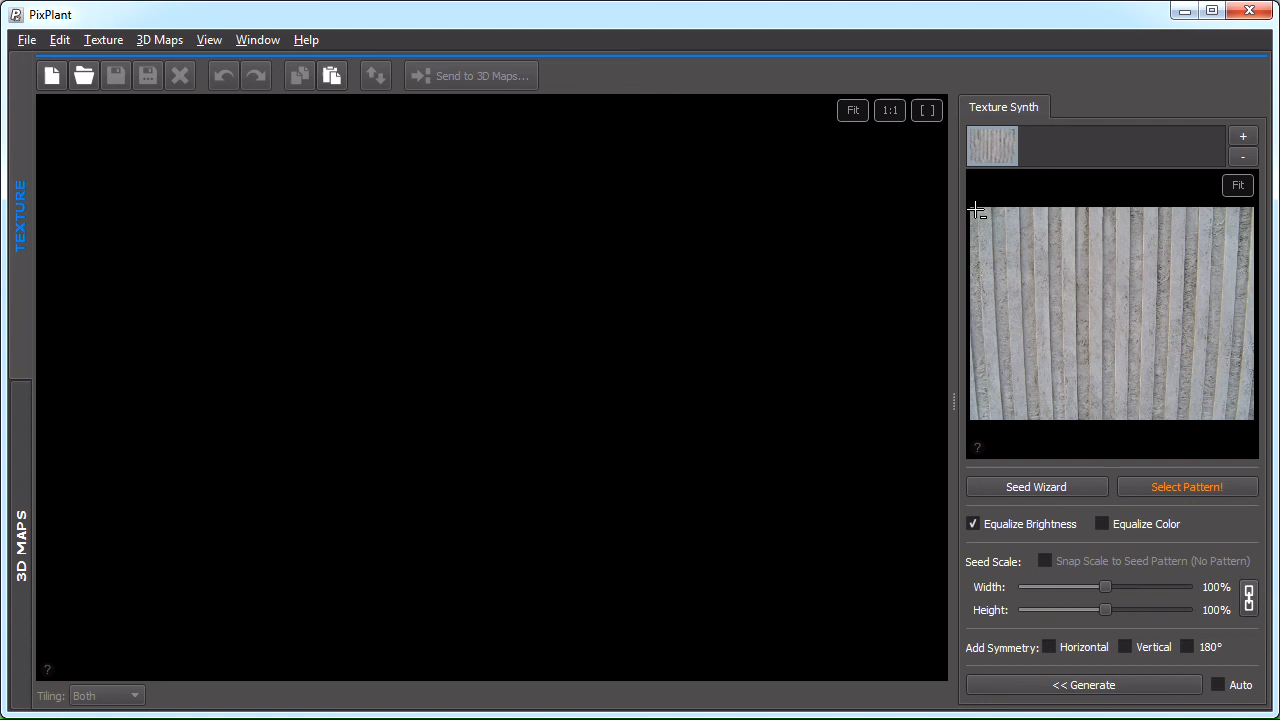 PixPlant
File Edit Texture 3D Maps View Window Help
Send to 3D Maps...
Fit 1:1 [ ]
TEXTURE
3D MAPS
?
Tiling: Both
Texture Synth
+
-
Fit
?
Seed Wizard Select Pattern!
Equalize Brightness Equalize Color
Seed Scale: Snap Scale to Seed Pattern (No Pattern)
Width: 100%
Height: 100%
Add Symmetry: Horizontal Vertical 180°
<< Generate Auto